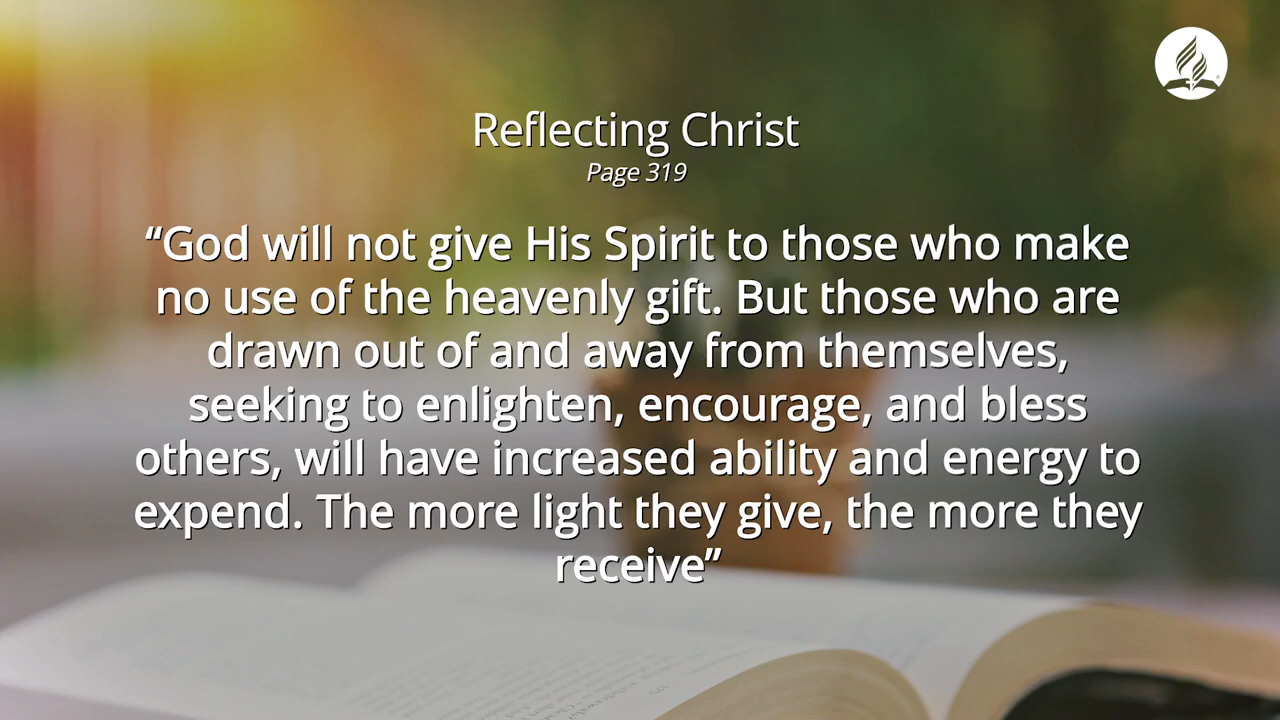 Reflecting Christ
Page 319
“God will not give His Spirit to those who make
no use of the heavenly gift. But those who are
drawn out of and away from themselves,
seeking to enlighten, encourage, and bless
others, will have increased ability and energy to
expend. The more light they give, the more they
receive”